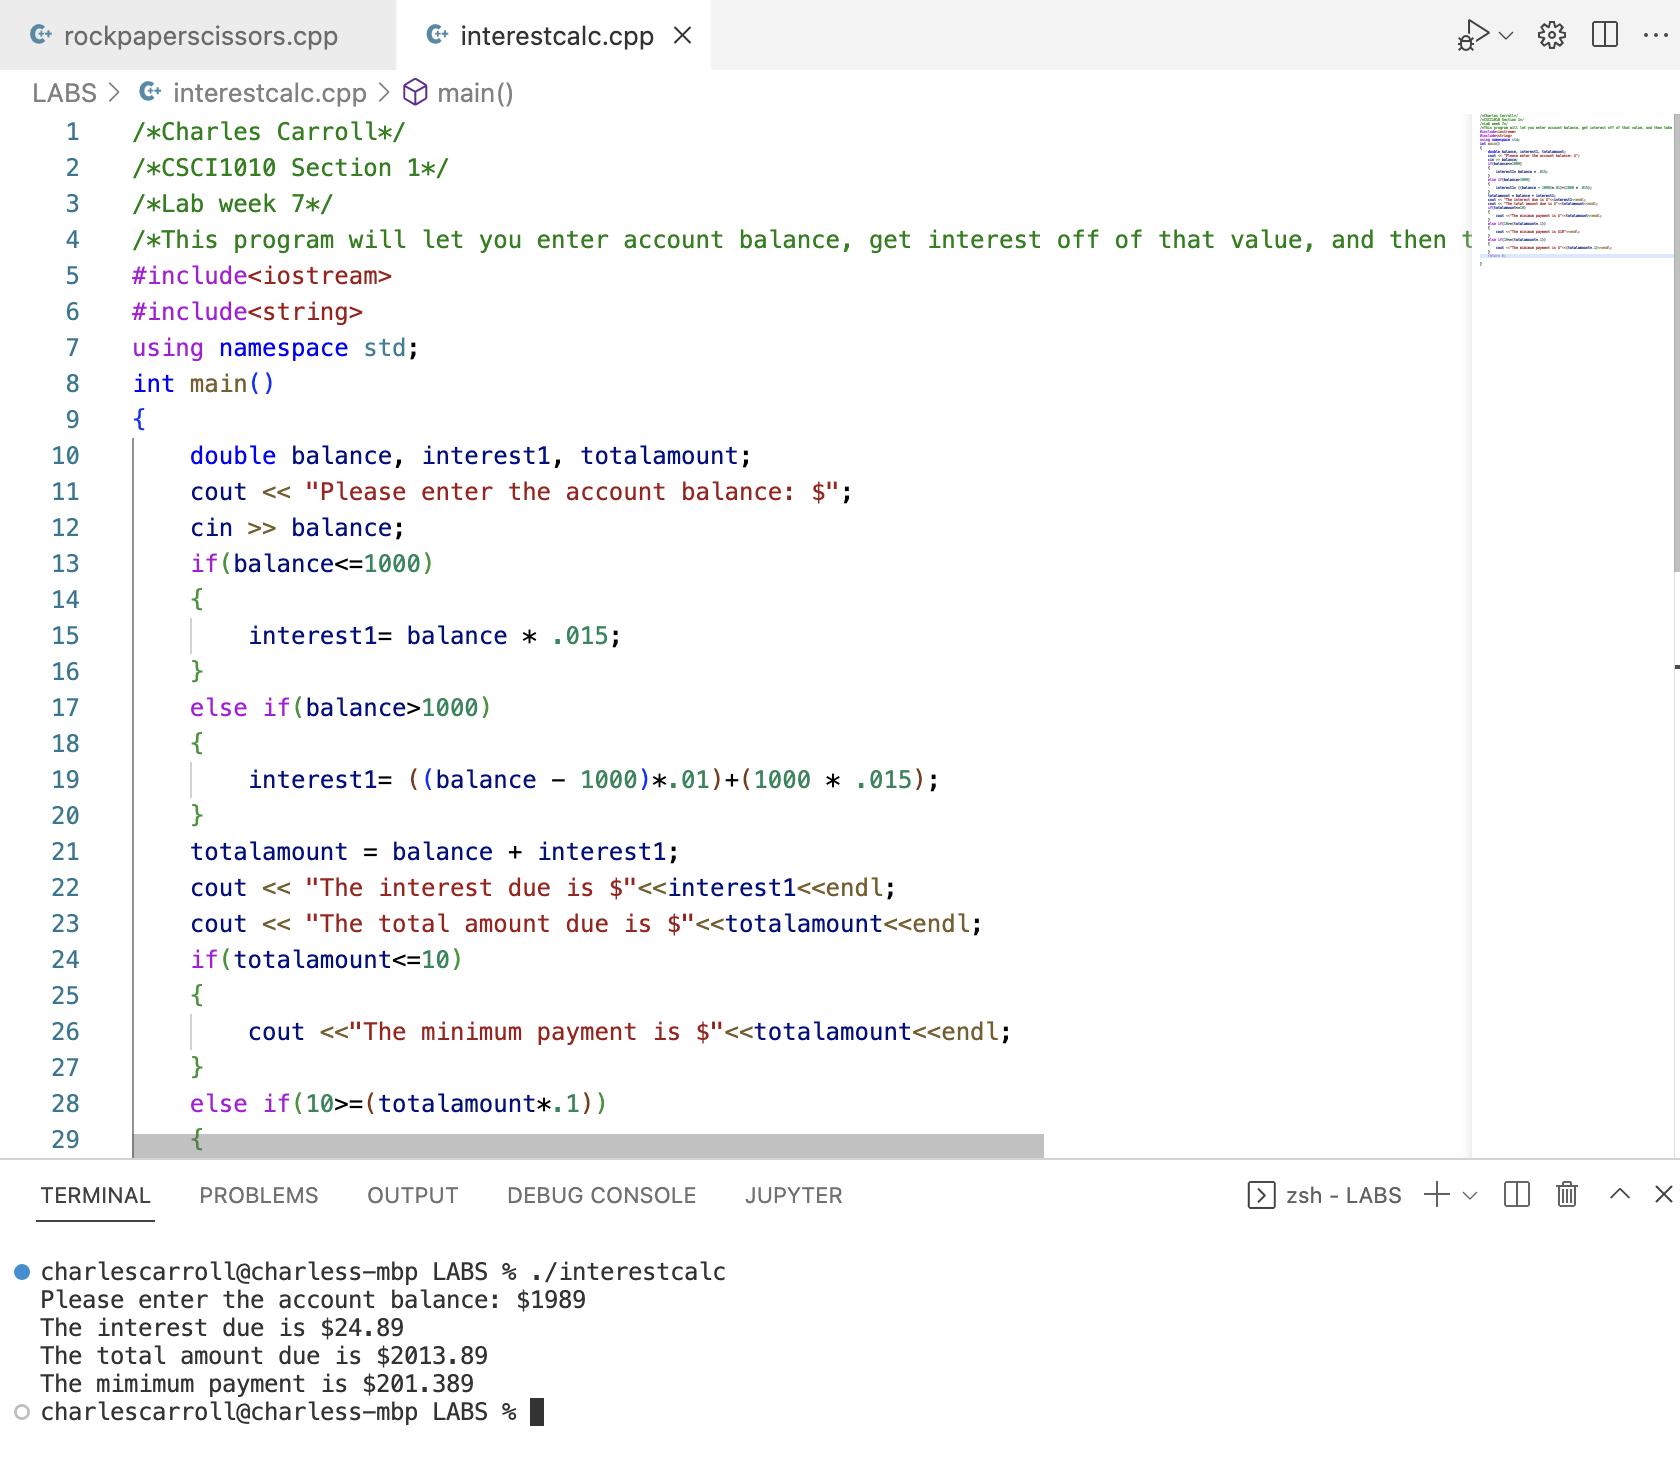 rockpaperscissors.cpp interestcalc.cpp
LABS > interestcalc.cpp > main()
1 /*Charles Carroll*/
2 /*CSCI1010 Section 1*/
3 /*Lab week 7*/
4 /*This program will let you enter account balance, get interest off of that value, and then t
5 #include<iostream>
6 #include<string>
7 using namespace std;
8 int main()
9 {
10 double balance, interest1, totalamount;
11 cout << "Please enter the account balance: $";
12 cin >> balance;
13 if(balance<=1000)
14 {
15 interest1= balance * .015;
16 }
17 else if(balance>1000)
18 {
19 interest1= ((balance - 1000)*.01)+(1000 * .015);
20 }
21 totalamount = balance + interest1;
22 cout << "The interest due is $"<<interest1<<endl;
23 cout << "The total amount due is $"<<totalamount<<endl;
24 if(totalamount<=10)
25 {
26 cout <<"The minimum payment is $"<<totalamount<<endl;
27 }
28 else if(10>=(totalamount*.1))
29 {
TERMINAL PROBLEMS OUTPUT DEBUG CONSOLE JUPYTER zsh - LABS
charlescarroll@charless-mbp LABS % ./interestcalc
Please enter the account balance: $1989
The interest due is $24.89
The total amount due is $2013.89
The mimimum payment is $201.389
charlescarroll@charless-mbp LABS %